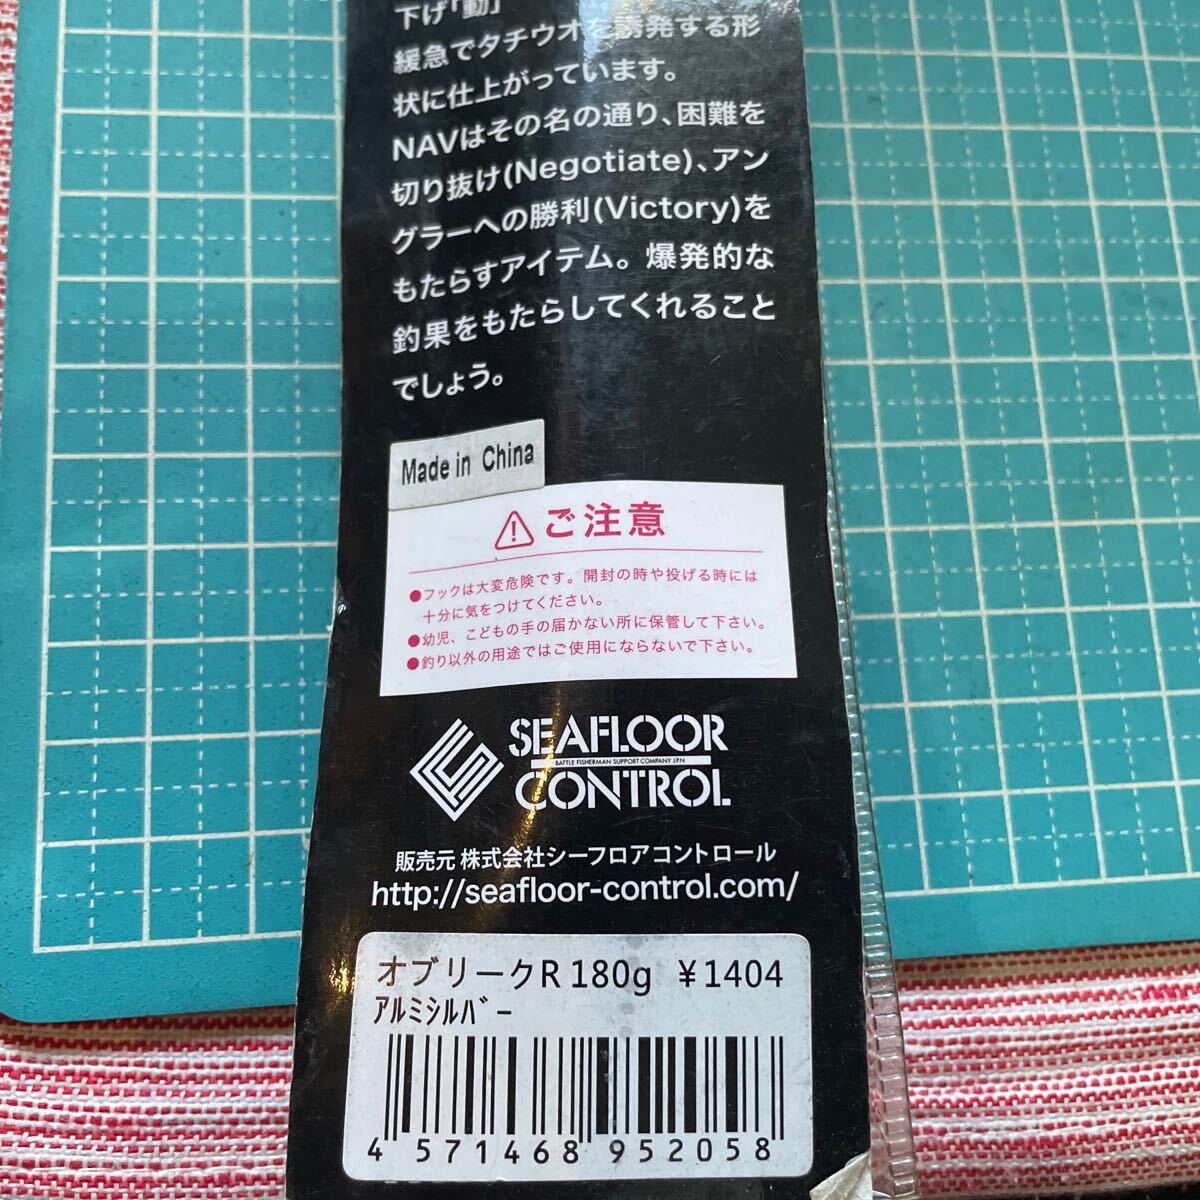 下げ「動」
緩急でタチウオを誘発する形
状に仕上がっています。
NAVはその名の通り、困難を
切り抜け(Negotiate)、アン
グラーへの勝利(Victory)を
もたらすアイテム。爆発的な
釣果をもたらしてくれること
でしょう。
Made in China
ご注意
●フックは大変危険です。開封の時や投げる時には
十分に気をつけてください。
●幼児、こどもの手の届かない所に保管して下さい。
●釣り以外の用途ではご使用にならないで下さい。
SEAFLOOR
BATTLE FISHERMAN SUPPORT COMPANY JPN
CONTROL
販売元 株式会社シーフロアコントロール
http://seafloor-control.com/
オブリークR 180g ¥1404
ｱﾙﾐｼﾙﾊﾞｰ
4 571468 952058